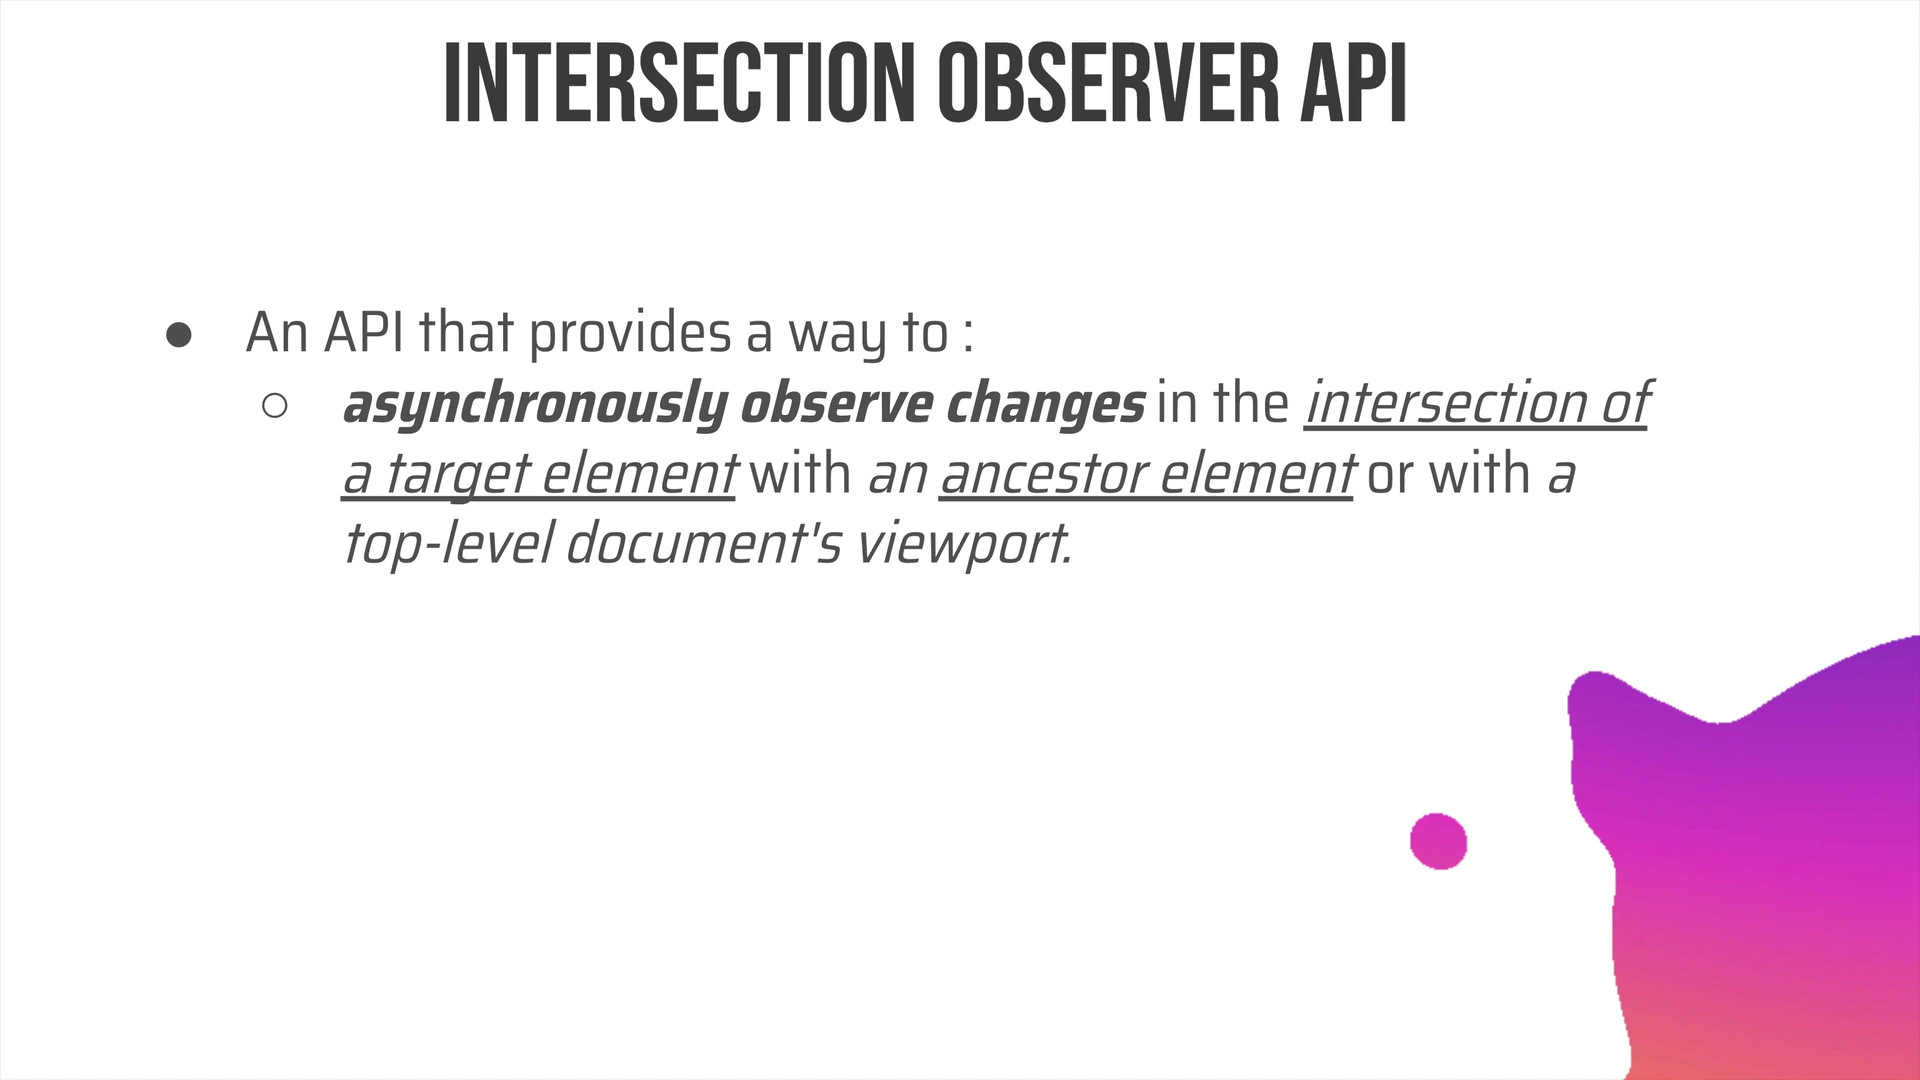 INTERSECTION OBSERVER API
● An API that provides a way to :
○ asynchronously observe changes in the intersection of
a target element with an ancestor element or with a
top-level document's viewport.